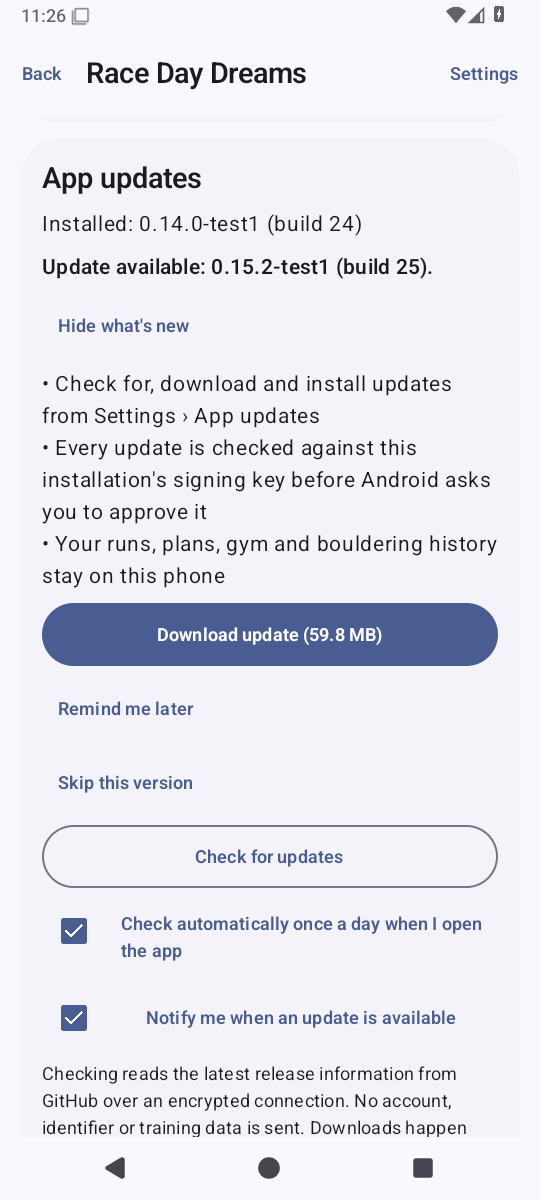 11:26
Back
Race Day Dreams
Settings
App updates
Installed: 0.14.0-test1 (build 24)
Update available: 0.15.2-test1 (build 25).
Hide what's new
• Check for, download and install updates
from Settings › App updates
• Every update is checked against this
installation's signing key before Android asks
you to approve it
• Your runs, plans, gym and bouldering history
stay on this phone
Download update (59.8 MB)
Remind me later
Skip this version
Check for updates
Check automatically once a day when I open
the app
Notify me when an update is available
Checking reads the latest release information from
GitHub over an encrypted connection. No account,
identifier or training data is sent. Downloads happen